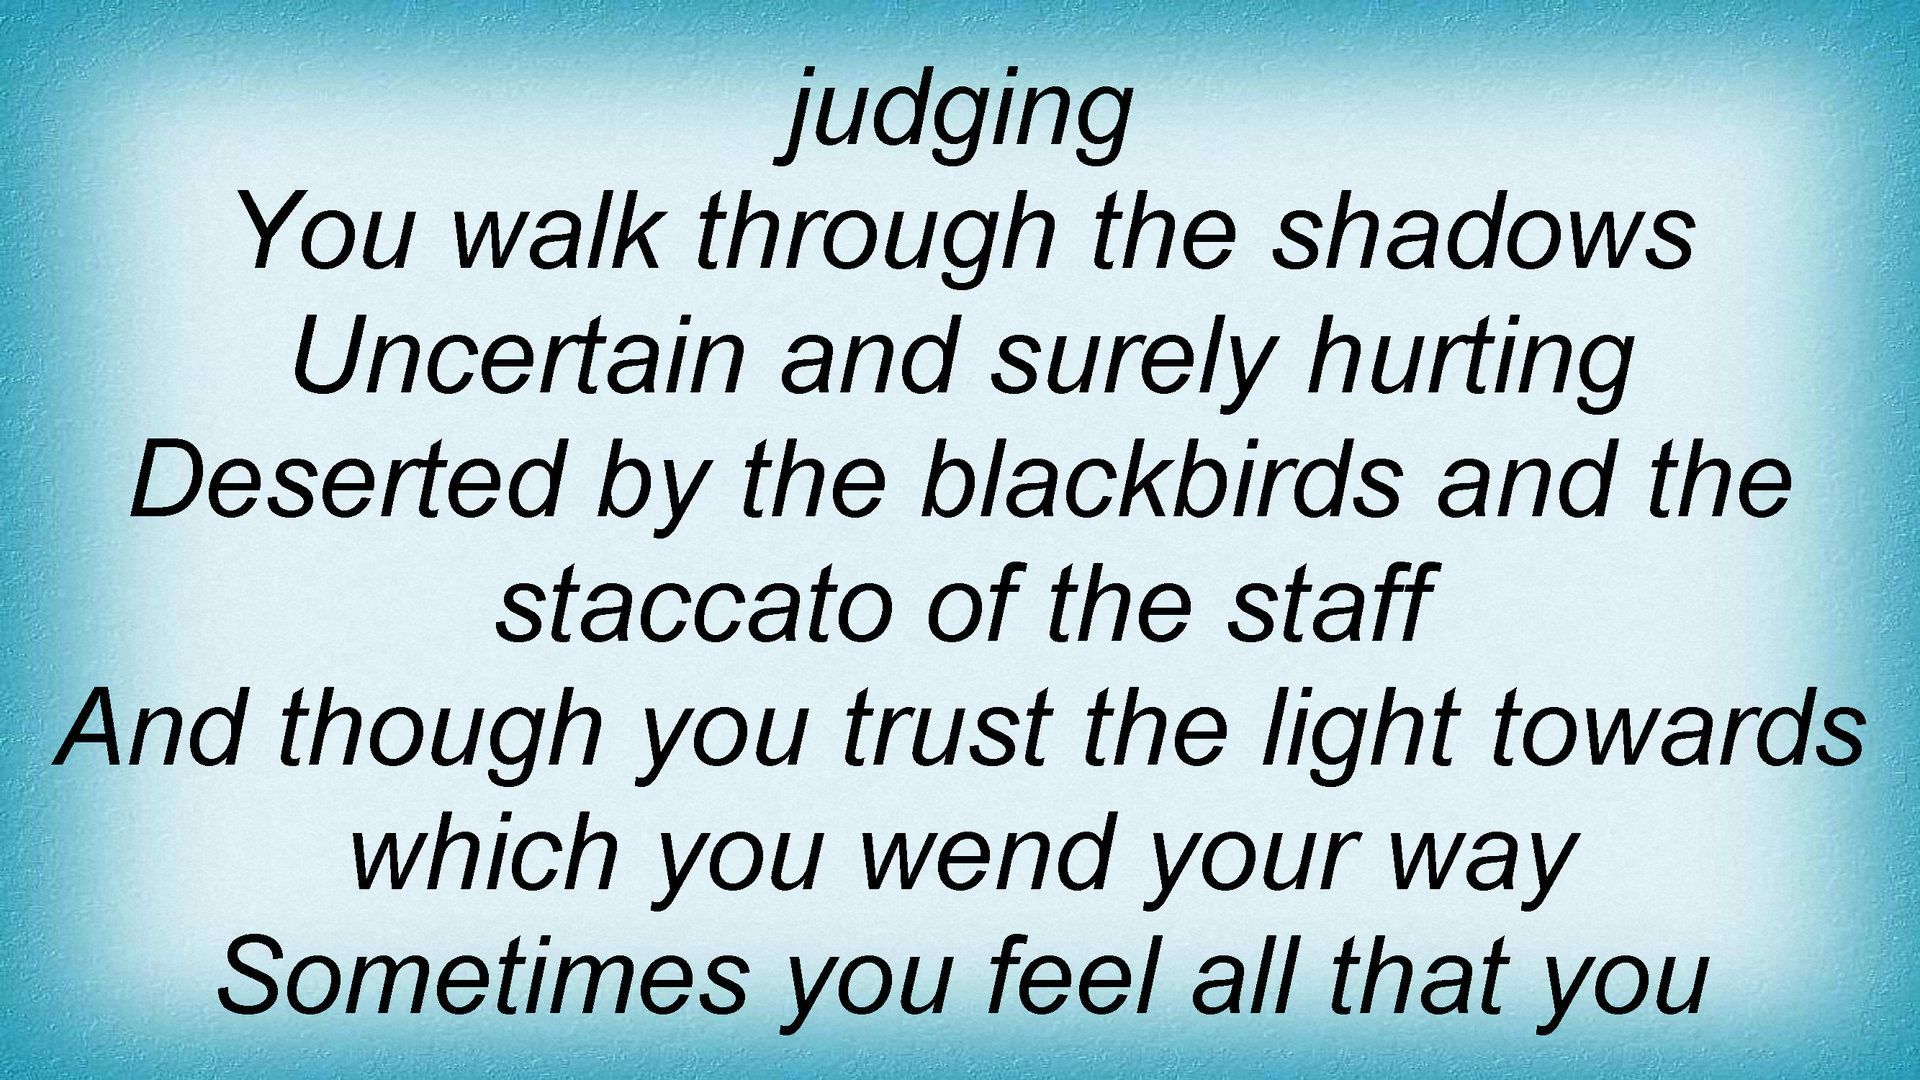 judging
You walk through the shadows
Uncertain and surely hurting
Deserted by the blackbirds and the
staccato of the staff
And though you trust the light towards
which you wend your way
Sometimes you feel all that you